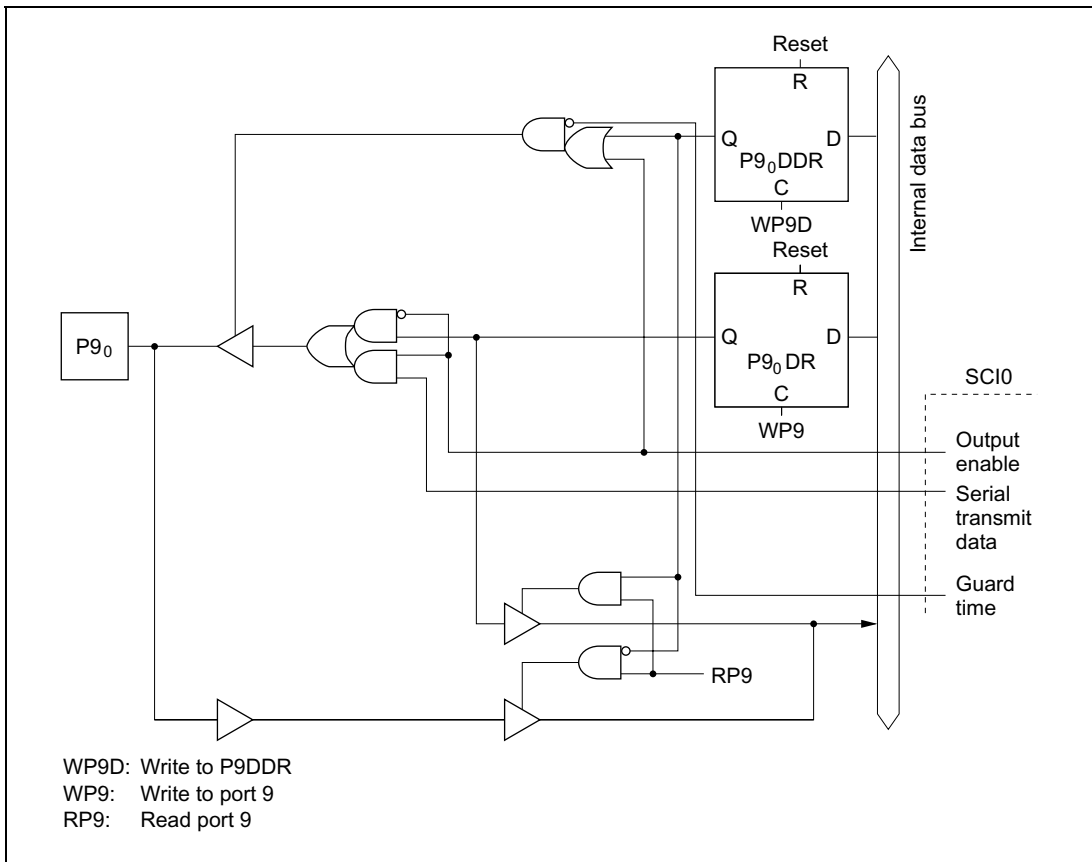 Reset
R
Q
D
P9₀DDR
C
WP9D
Internal data bus
Reset
R
P9₀
Q
D
P9₀DR
C
WP9
SCI0
Output
enable
Serial
transmit
data
Guard
time
RP9
WP9D: Write to P9DDR
WP9: Write to port 9
RP9: Read port 9